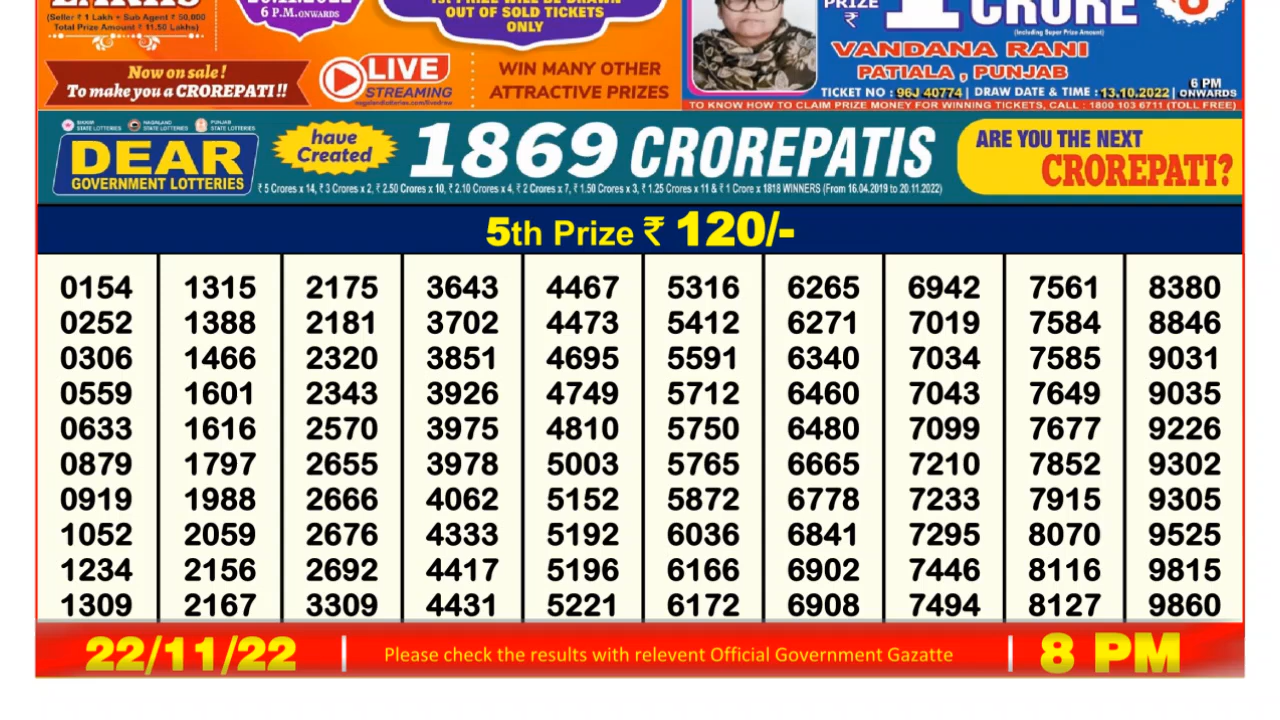 (Seller ₹ 1 Lakh + Sub Agent ₹ 50,000
Total Prize Amount ₹ 11.50 Lakhs)
6 P.M. ONWARDS
1ST PRIZE WILL BE DRAWN
OUT OF SOLD TICKETS
ONLY
Now on sale!
To make you a CROREPATI !!
LIVE
STREAMING
nagalandlotteries.com/livedraw
WIN MANY OTHER
ATTRACTIVE PRIZES
PRIZE
₹
1 CRORE
(Including Super Prize Amount)
VANDANA RANI
PATIALA , PUNJAB
TICKET NO : 96J 40774 | DRAW DATE & TIME : 13.10.2022 | 6 PM ONWARDS
TO KNOW HOW TO CLAIM PRIZE MONEY FOR WINNING TICKETS, CALL : 1800 103 6711 (TOLL FREE)
SIKKIM STATE LOTTERIES NAGALAND STATE LOTTERIES PUNJAB STATE LOTTERIES
DEAR
GOVERNMENT LOTTERIES
have
Created
1869 CROREPATIS
₹ 5 Crores x 14, ₹ 3 Crores x 2, ₹ 2.50 Crores x 10, ₹ 2.10 Crores x 4, ₹ 2 Crores x 7, ₹ 1.50 Crores x 3, ₹ 1.25 Crores x 11 & ₹ 1 Crore x 1818 WINNERS (From 16.04.2019 to 20.11.2022)
ARE YOU THE NEXT
CROREPATI?
5th Prize ₹ 120/-
0154 1315 2175 3643 4467 5316 6265 6942 7561 8380
0252 1388 2181 3702 4473 5412 6271 7019 7584 8846
0306 1466 2320 3851 4695 5591 6340 7034 7585 9031
0559 1601 2343 3926 4749 5712 6460 7043 7649 9035
0633 1616 2570 3975 4810 5750 6480 7099 7677 9226
0879 1797 2655 3978 5003 5765 6665 7210 7852 9302
0919 1988 2666 4062 5152 5872 6778 7233 7915 9305
1052 2059 2676 4333 5192 6036 6841 7295 8070 9525
1234 2156 2692 4417 5196 6166 6902 7446 8116 9815
1309 2167 3309 4431 5221 6172 6908 7494 8127 9860
22/11/22 | Please check the results with relevent Official Government Gazatte | 8 PM